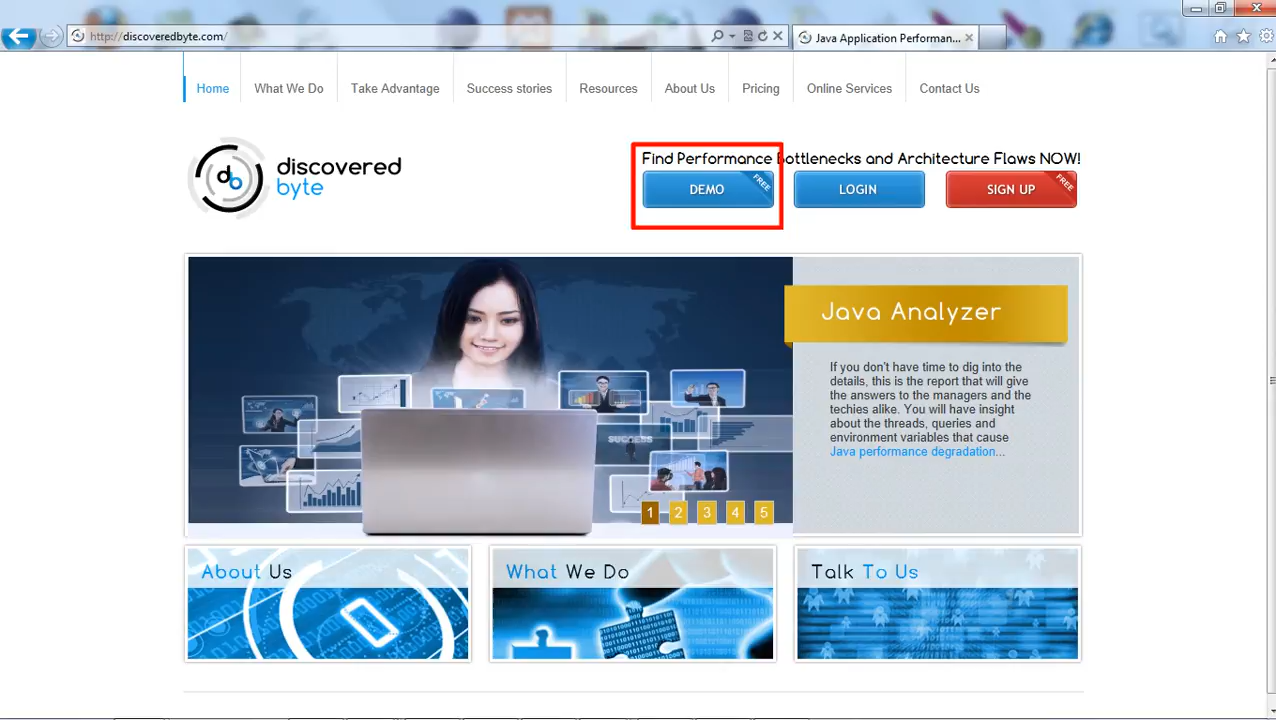 http://discoveredbyte.com/
Java Application Performan...
Home
What We Do
Take Advantage
Success stories
Resources
About Us
Pricing
Online Services
Contact Us
db
discovered
byte
Find Performance Bottlenecks and Architecture Flaws NOW!
DEMO
FREE
LOGIN
SIGN UP
FREE
Java Analyzer
If you don't have time to dig into the
details, this is the report that will give
the answers to the managers and the
techies alike. You will have insight
about the threads, queries and
environment variables that cause
Java performance degradation...
SUCCESS
1
2
3
4
5
About Us
What We Do
Talk To Us